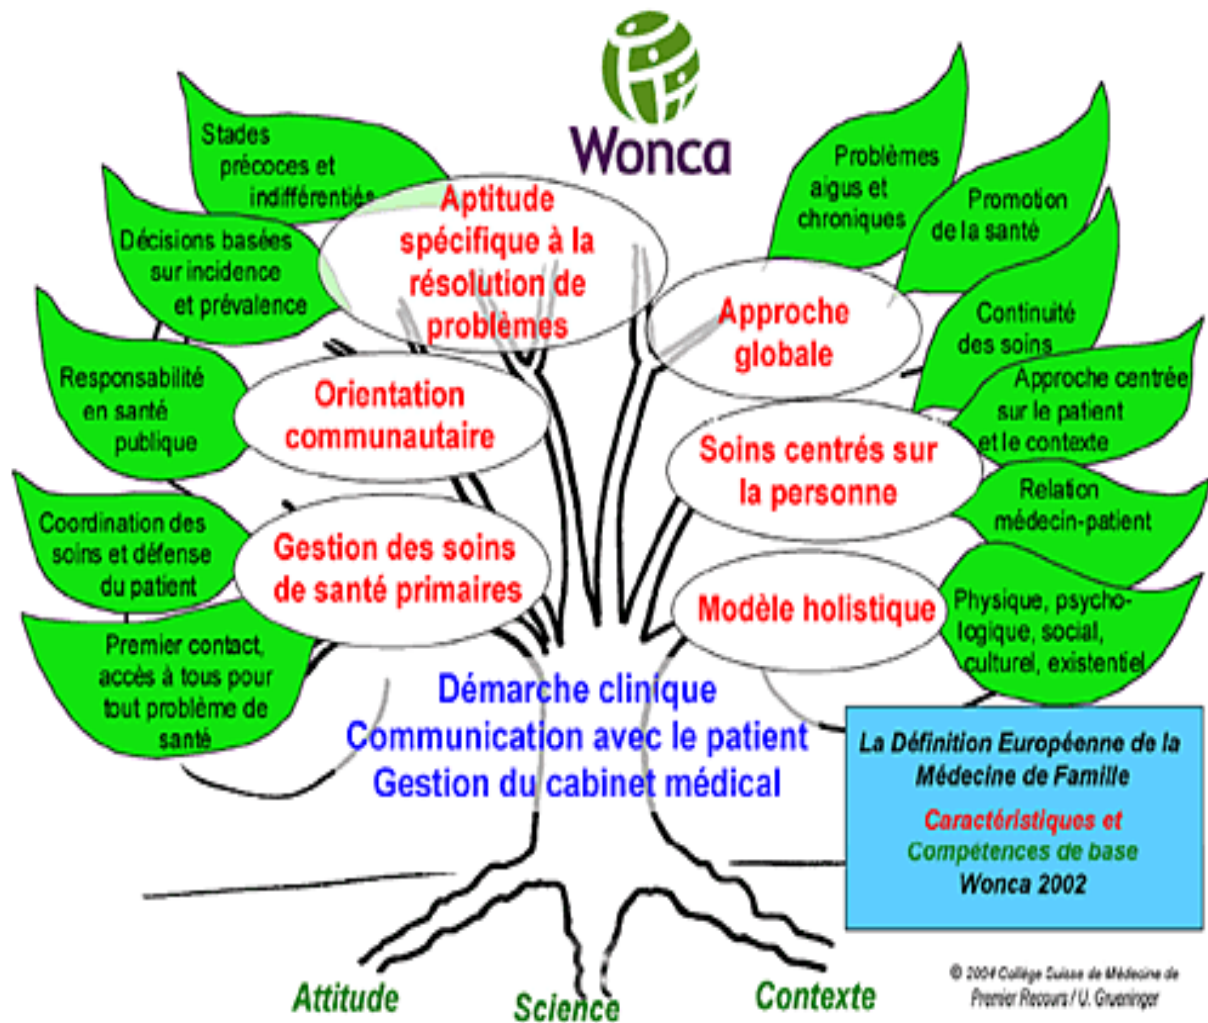 Wonca
Stades
précoces et
indifférentiés
Décisions basées
sur incidence
et prévalence
Responsabilité
en santé
publique
Coordination des
soins et défense
du patient
Premier contact,
accès à tous pour
tout problème de
santé
Aptitude
spécifique à la
résolution de
problèmes
Orientation
communautaire
Gestion des soins
de santé primaires
Approche
globale
Soins centrés sur
la personne
Modèle holistique
Problèmes
aigus et
chroniques
Promotion
de la santé
Continuité
des soins
Approche centrée
sur le patient
et le contexte
Relation
médecin-patient
Physique, psycho-
logique, social,
culturel, existentiel
Démarche clinique
Communication avec le patient
Gestion du cabinet médical
La Définition Européenne de la
Médecine de Famille
Caractéristiques et
Compétences de base
Wonca 2002
Attitude
Science
Contexte
© 2004 Collège Suisse de Médecine de
Premier Recours / U. Grueninger